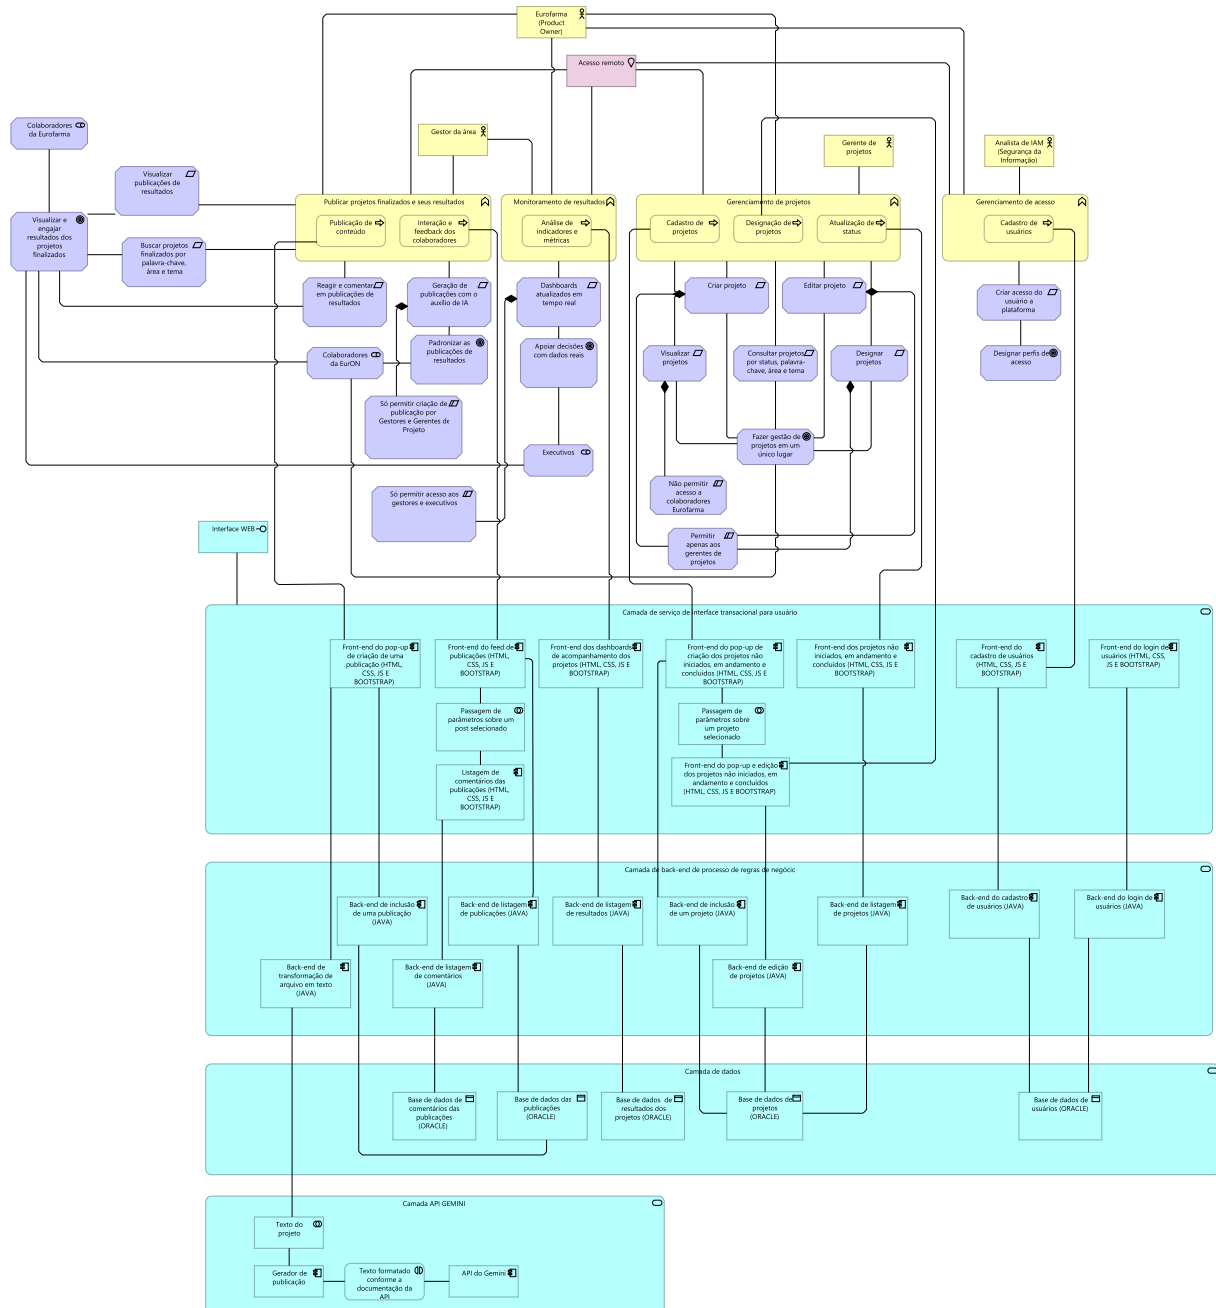 Eurofarma
(Product
Owner)
Acesso remoto
Colaboradores
da Eurofarma
Gestor da área
Gerente de
projetos
Analista de IAM
(Segurança da
Informação)
Visualizar
publicações de
resultados
Publicar projetos finalizados e seus resultados
Monitoramento de resultados
Gerenciamento de projetos
Gerenciamento de acesso
Visualizar e
engajar
resultados dos
projetos
finalizados
Publicação de
conteúdo
Interação e
feedback dos
colaboradores
Análise de
indicadores e
métricas
Cadastro de
projetos
Designação de
projetos
Atualização de
status
Cadastro de
usuários
Buscar projetos
finalizados por
palavra-chave,
área e tema
Reagir e comentar
em publicações de
resultados
Geração de
publicações com o
auxílio de IA
Dashboards
atualizados em
tempo real
Criar projeto
Editar projeto
Criar acesso do
usuário a
plataforma
Colaboradores
da EurON
Padronizar as
publicações de
resultados
Apoiar decisões
com dados reais
Visualizar
projetos
Consultar projetos
por status, palavra-
chave, área e tema
Designar
projetos
Designar perfis de
acesso
Só permitir criação de
publicação por
Gestores e Gerentes de
Projeto
Executivos
Fazer gestão de
projetos em um
único lugar
Só permitir acesso aos
gestores e executivos
Não permitir
acesso a
colaboradores
Eurofarma
Permitir
apenas aos
gerentes de
projetos
Interface WEB
Camada de serviço de interface transacional para usuário
Front-end do pop-up
de criação de uma
publicação (HTML,
CSS, JS E
BOOTSTRAP)
Front-end do feed de
publicações (HTML,
CSS, JS E
BOOTSTRAP)
Front-end dos dashboards
de acompanhamento dos
projetos (HTML, CSS, JS E
BOOTSTRAP)
Front-end do pop-up de
criação dos projetos não
iniciados, em andamento e
concluídos (HTML, CSS, JS E
BOOTSTRAP)
Front-end dos projetos não
iniciados, em andamento e
concluídos (HTML, CSS, JS E
BOOTSTRAP)
Front-end do
cadastro de usuários
(HTML, CSS, JS E
BOOTSTRAP)
Front-end do login de
usuários (HTML, CSS,
JS E BOOTSTRAP)
Passagem de
parâmetros sobre um
post selecionado
Passagem de
parâmetros sobre
um projeto
selecionado
Listagem de
comentários das
publicações (HTML,
CSS, JS E
BOOTSTRAP)
Front-end do pop-up e edição
dos projetos não iniciados, em
andamento e concluídos
(HTML, CSS, JS E BOOTSTRAP)
Camada de back-end de processo de regras de negócic
Back-end de inclusão
de uma publicação
(JAVA)
Back-end de listagem
de publicações (JAVA)
Back-end de listagem
de resultados (JAVA)
Back-end de inclusão
de um projeto (JAVA)
Back-end de listagem
de projetos (JAVA)
Back-end do cadastro
de usuários (JAVA)
Back-end do login de
usuários (JAVA)
Back-end de
transformação de
arquivo em texto
(JAVA)
Back-end de listagem
de comentários
(JAVA)
Back-end de edição
de projetos (JAVA)
Camada de dados
Base de dados de
comentários das
publicações
(ORACLE)
Base de dados das
publicações
(ORACLE)
Base de dados de
resultados dos
projetos (ORACLE)
Base de dados de
projetos
(ORACLE)
Base de dados de
usuários (ORACLE)
Camada API GEMINI
Texto do
projeto
Gerador de
publicação
Texto formatado
conforme a
documentação da
API
API do Gemini